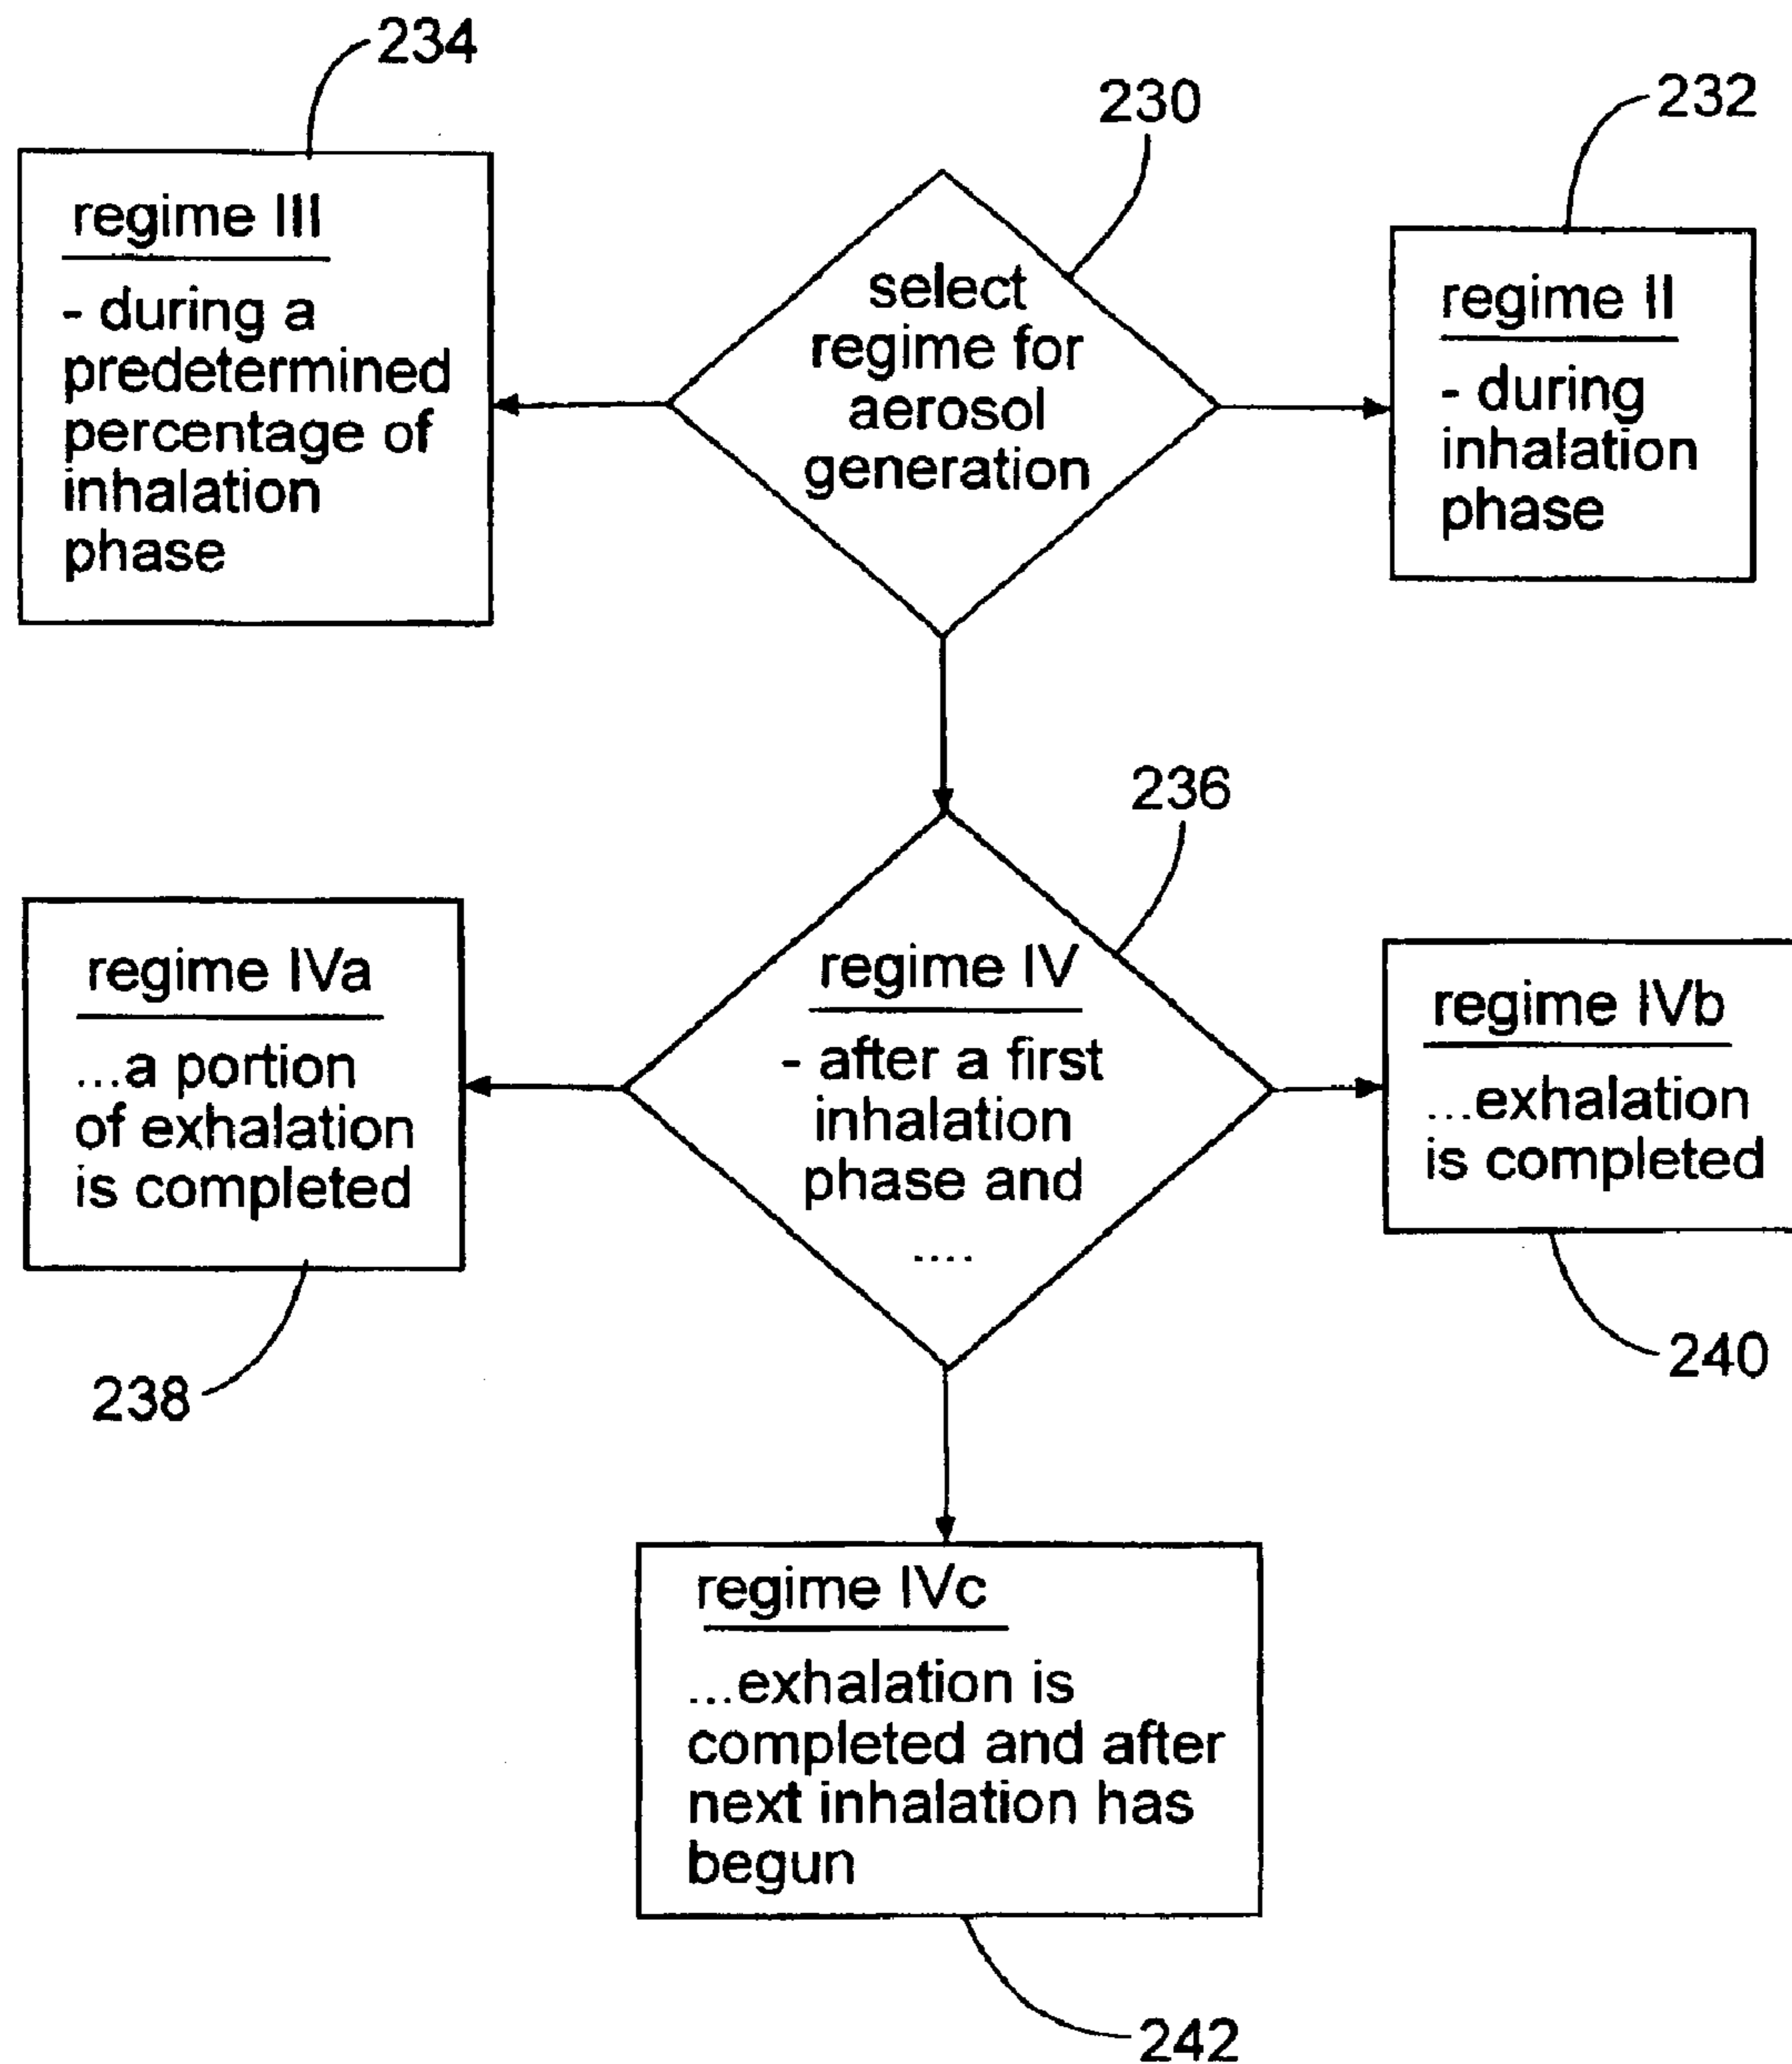 234
230
232
regime III
- during a
predetermined
percentage of
inhalation
phase
select
regime for
aerosol
generation
regime II
- during
inhalation
phase
236
regime IVa
...a portion
of exhalation
is completed
regime IV
- after a first
inhalation
phase and
....
regime IVb
...exhalation
is completed
238
240
regime IVc
...exhalation is
completed and after
next inhalation has
begun
242